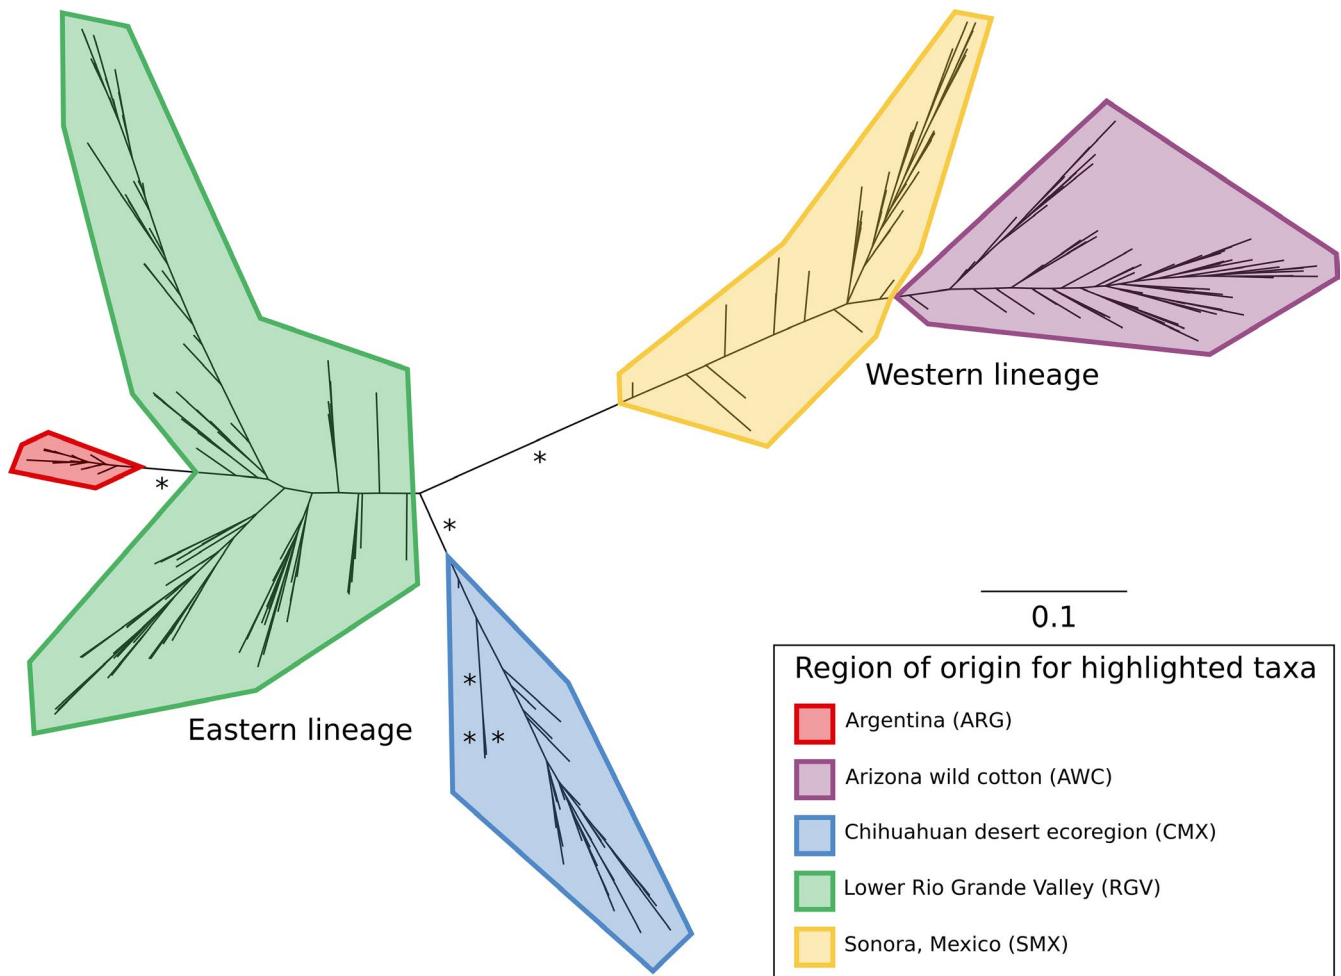 Western lineage
*
*
*
0.1
Region of origin for highlighted taxa
*
Argentina (ARG)
Eastern lineage
* *
Arizona wild cotton (AWC)
Chihuahuan desert ecoregion (CMX)
Lower Rio Grande Valley (RGV)
Sonora, Mexico (SMX)